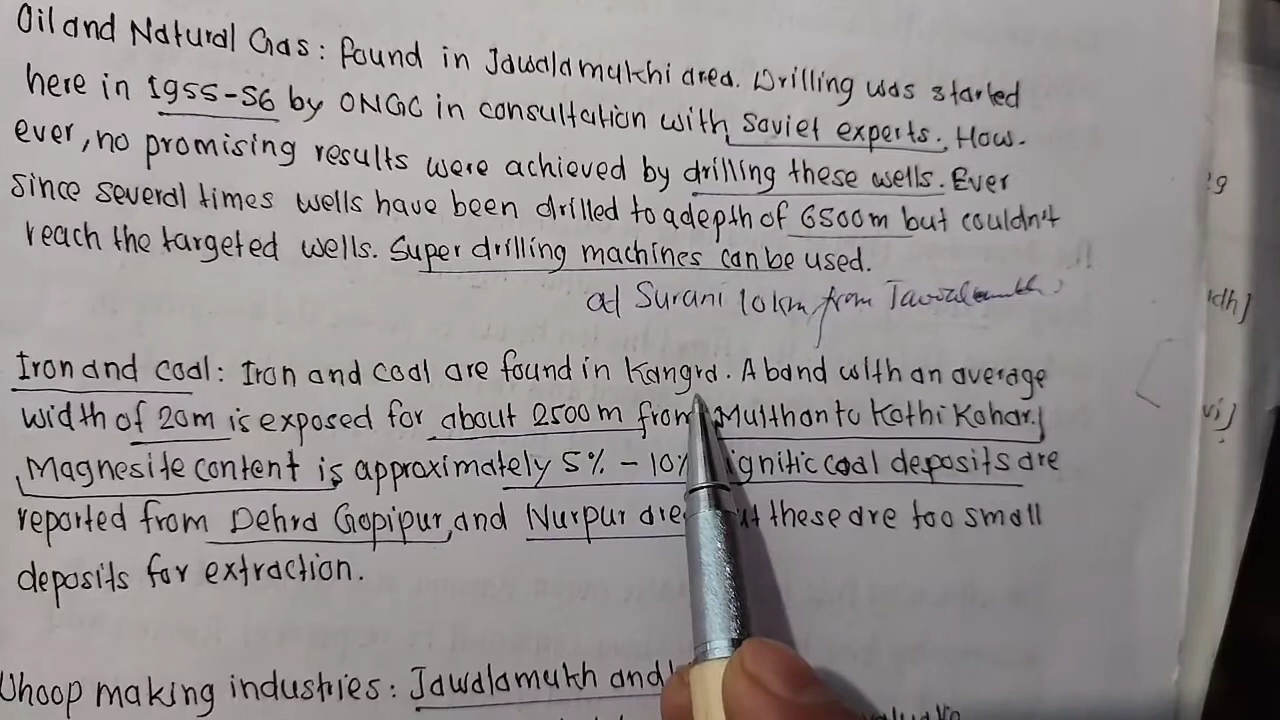 Oil and Natural Gas: found in Jawalamukhi area. Drilling was started
here in 1955-56 by ONGC in consultation with Soviet experts. How-
ever, no promising results were achieved by drilling these wells. Ever
since several times wells have been drilled to a depth of 6500m but couldn't
reach the targeted wells. Super drilling machines can be used.
at Surani 10km from
Iron and coal: Iron and coal are found in Kangra. A band with an average
width of 20m is exposed for about 2500 m from Multhan to Kothi Kohar.
Magnesite content is approximately 5% - 10% lignitic coal deposits are
reported from Dehra Gopipur, and Nurpur these are too small
deposits for extraction.
making industries: Jawalamukh and